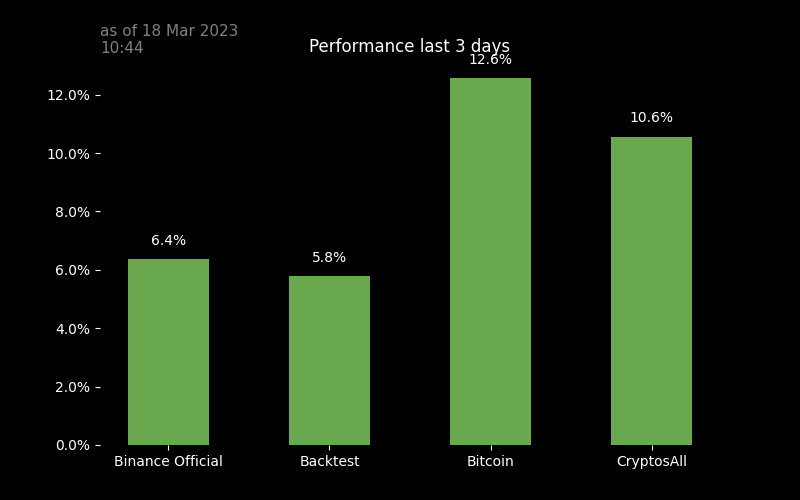 as of 18 Mar 2023
10:44
Performance last 3 days
12.6%
12.0%
10.6%
10.0%
8.0%
6.4%
5.8%
6.0%
4.0%
2.0%
0.0%
Binance Official
Backtest
Bitcoin
CryptosAll